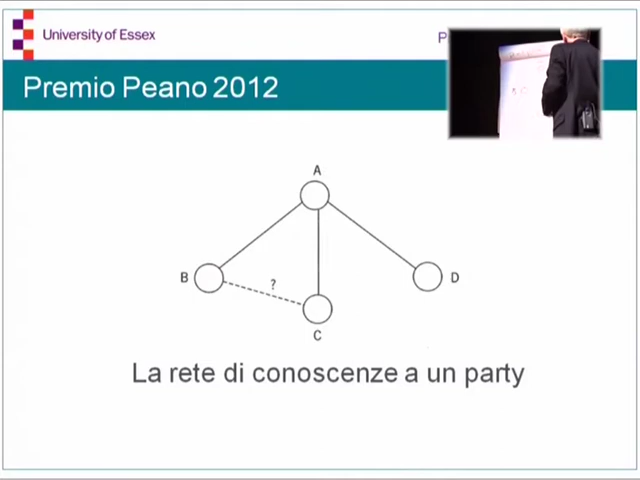 University of Essex
P
Premio Peano 2012
A
B
?
D
C
La rete di conoscenze a un party